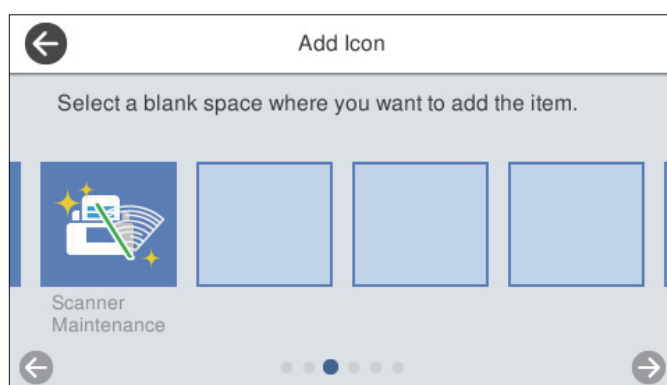 Add Icon
Select a blank space where you want to add the item.
Scanner
Maintenance